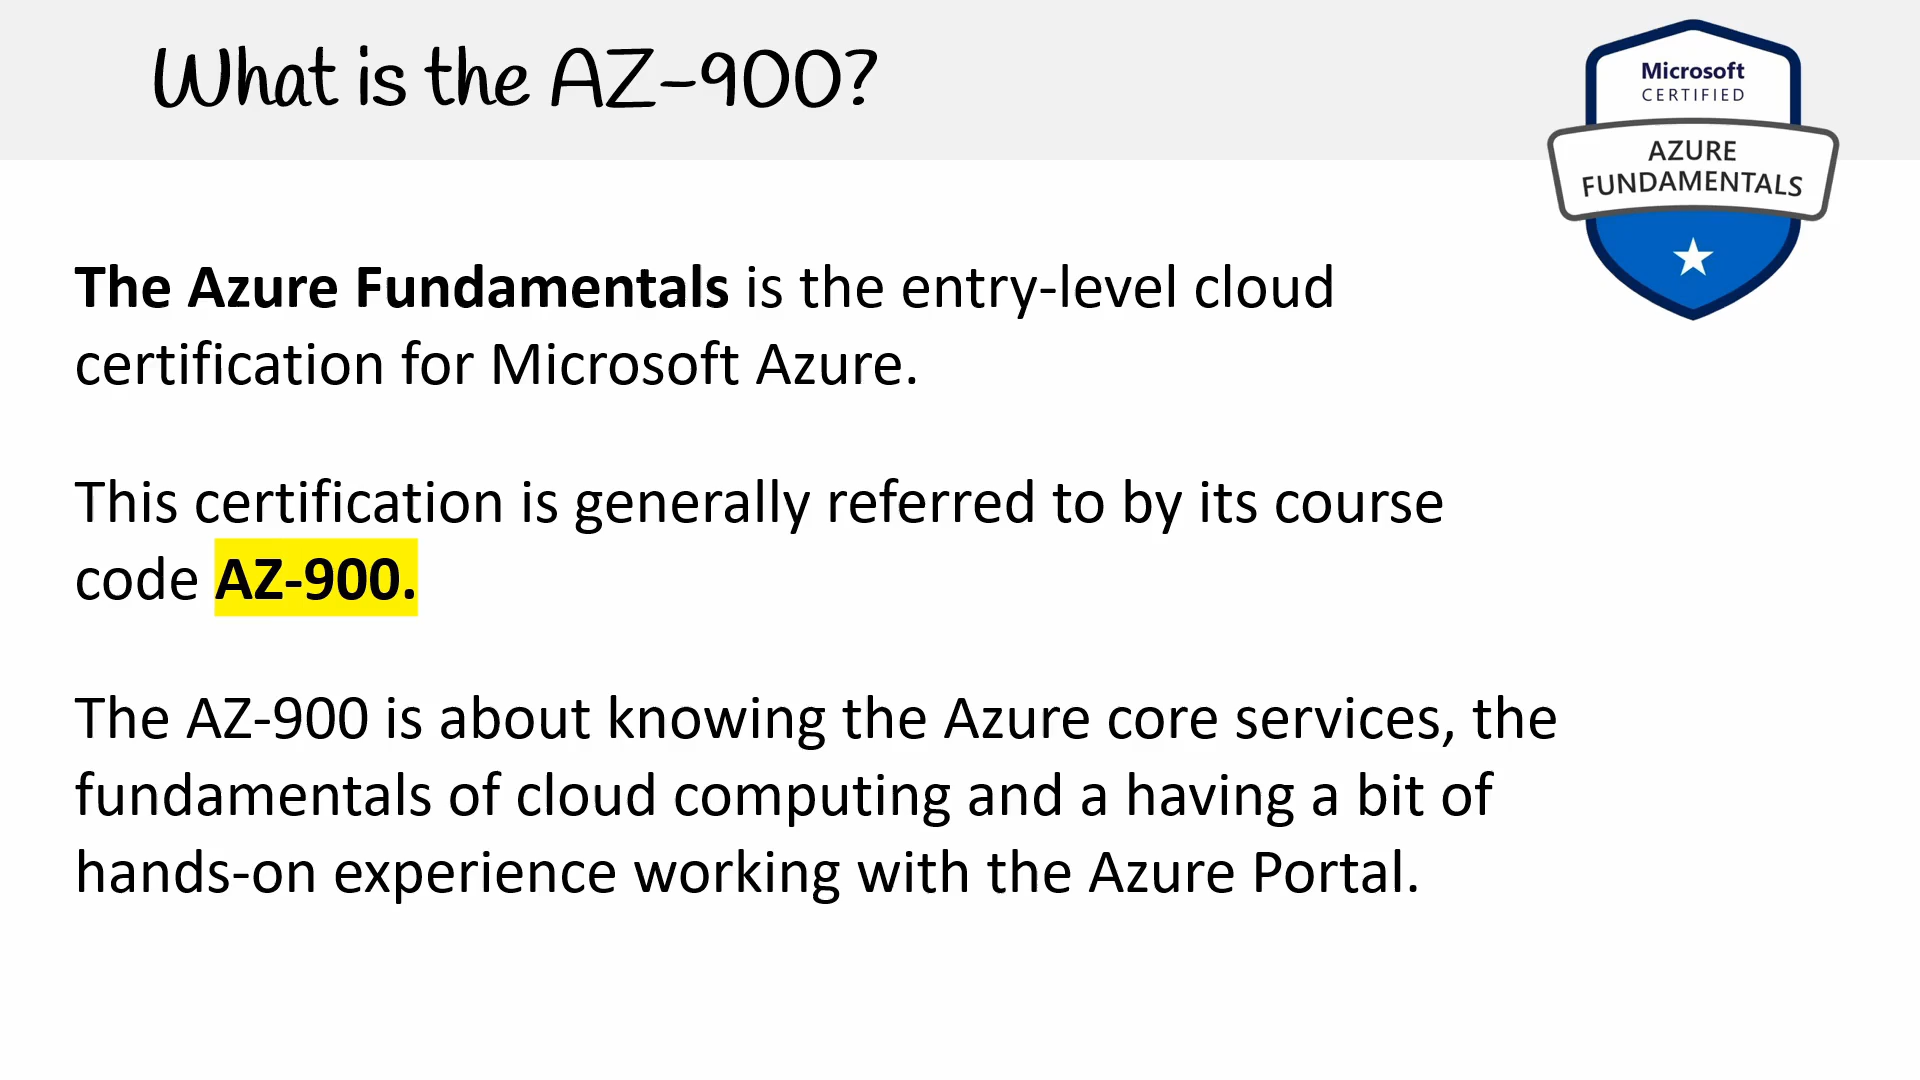 What is the AZ-900?
Microsoft
CERTIFIED
AZURE
FUNDAMENTALS
The Azure Fundamentals is the entry-level cloud
certification for Microsoft Azure.
This certification is generally referred to by its course
code AZ-900.
The AZ-900 is about knowing the Azure core services, the
fundamentals of cloud computing and a having a bit of
hands-on experience working with the Azure Portal.